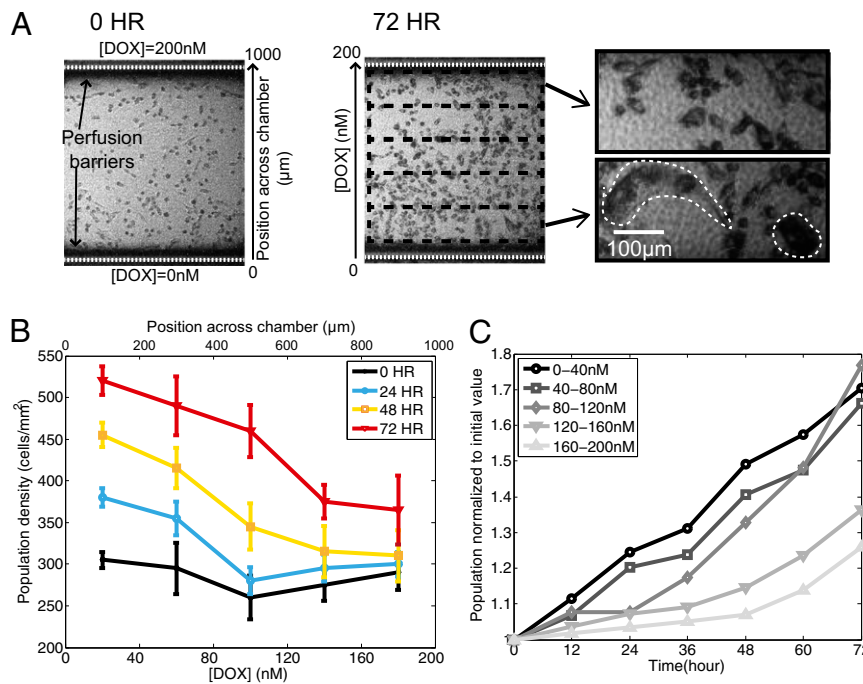 A
0 HR
[DOX]=200nM
1000
Perfusion
barriers
Position across chamber
(µm)
0
[DOX]=0nM
72 HR
200
[DOX] (nM)
0
100µm
B
Position across chamber (µm)
0 200 400 600 800 1000
Population density (cells/mm²)
550
500
450
400
350
300
250
200
0 HR
24 HR
48 HR
72 HR
0 40 80 120 160 200
[DOX] (nM)
C
Population normalized to initial value
1.8
1.7
1.6
1.5
1.4
1.3
1.2
1.1
1
0−40nM
40−80nM
80−120nM
120−160nM
160−200nM
0 12 24 36 48 60 72
Time(hour)